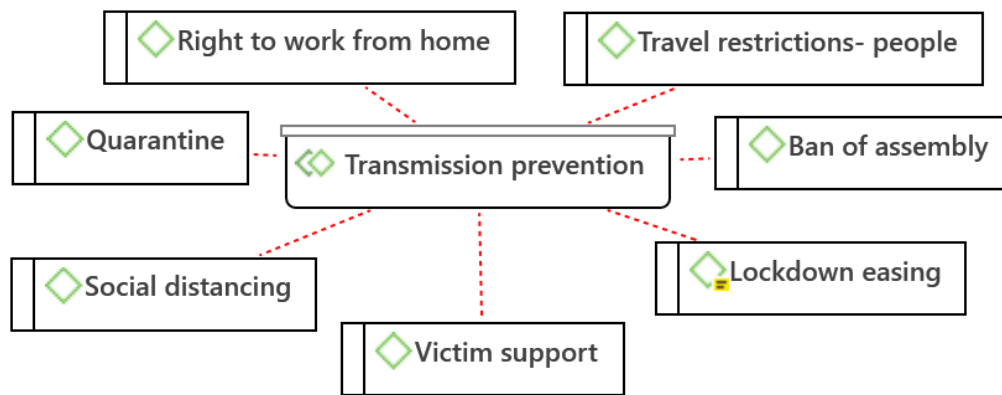 Right to work from home
Travel restrictions- people
Quarantine
Transmission prevention
Ban of assembly
Social distancing
Lockdown easing
Victim support